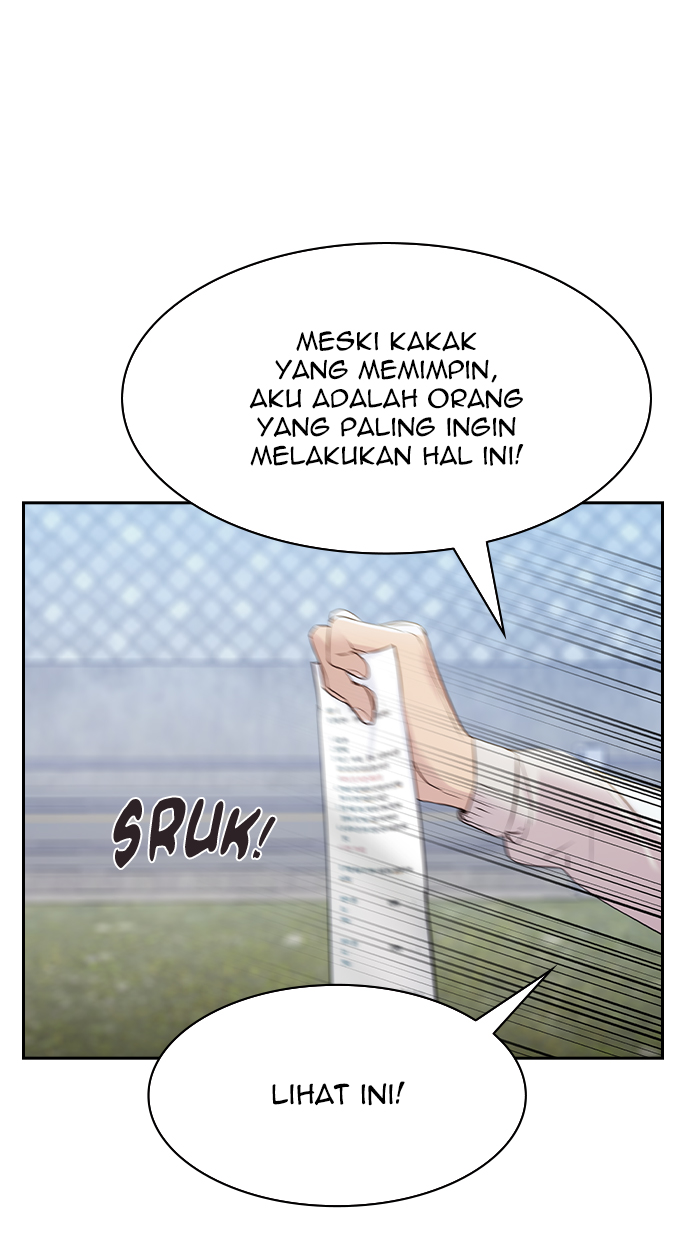 MESKI KAKAK
YANG MEMIMPIN,
AKU ADALAH ORANG
YANG PALING INGIN
MELAKUKAN HAL INI!
SRUK!
LIHAT INI!